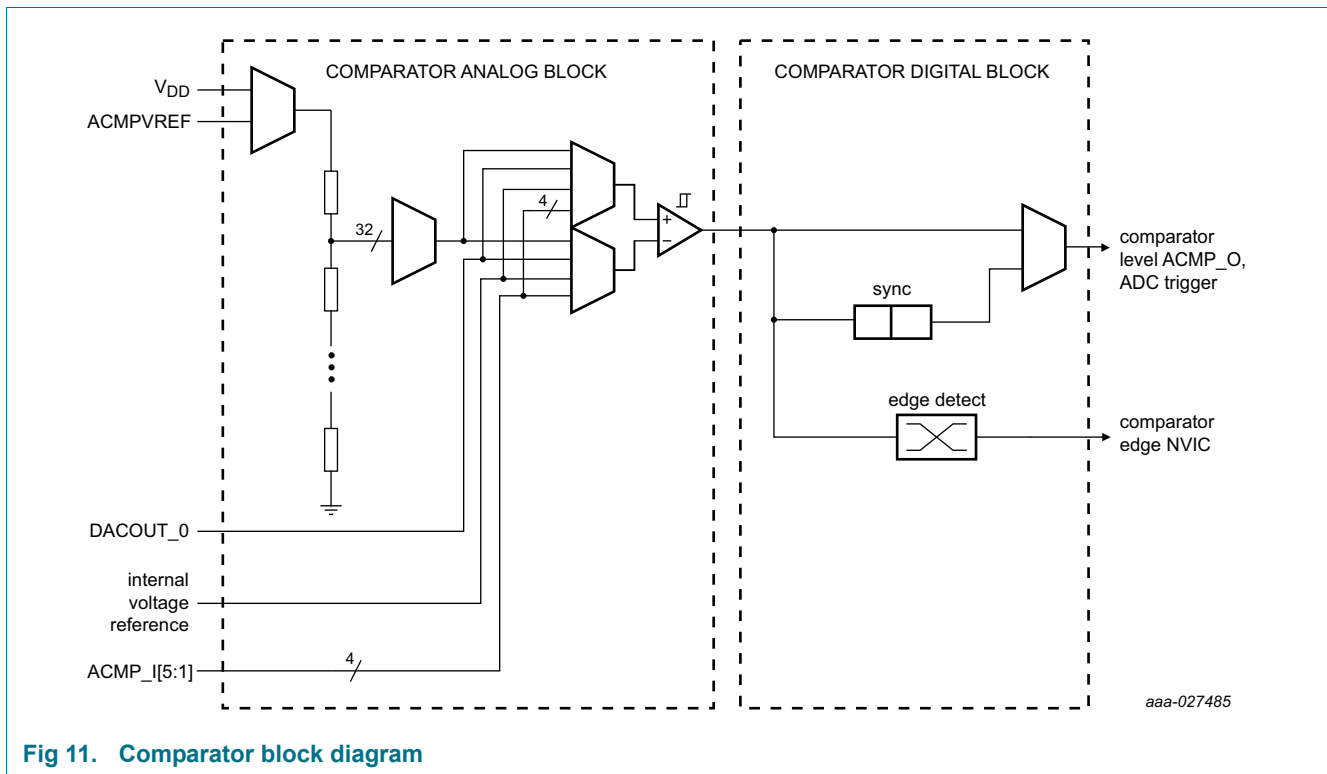 COMPARATOR ANALOG BLOCK
COMPARATOR DIGITAL BLOCK
VDD
ACMPVREF
32
4
+
−
sync
comparator
level ACMP_O,
ADC trigger
edge detect
comparator
edge NVIC
DACOUT_0
internal
voltage
reference
ACMP_I[5:1]
4
aaa-027485
Fig 11. Comparator block diagram